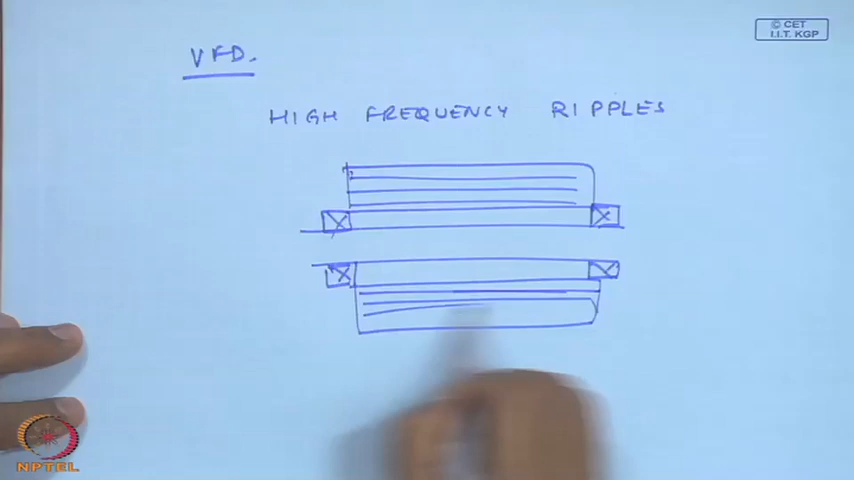 © CET
I.I.T. KGP
VFD.
HIGH FREQUENCY RIPPLES
NPTEL